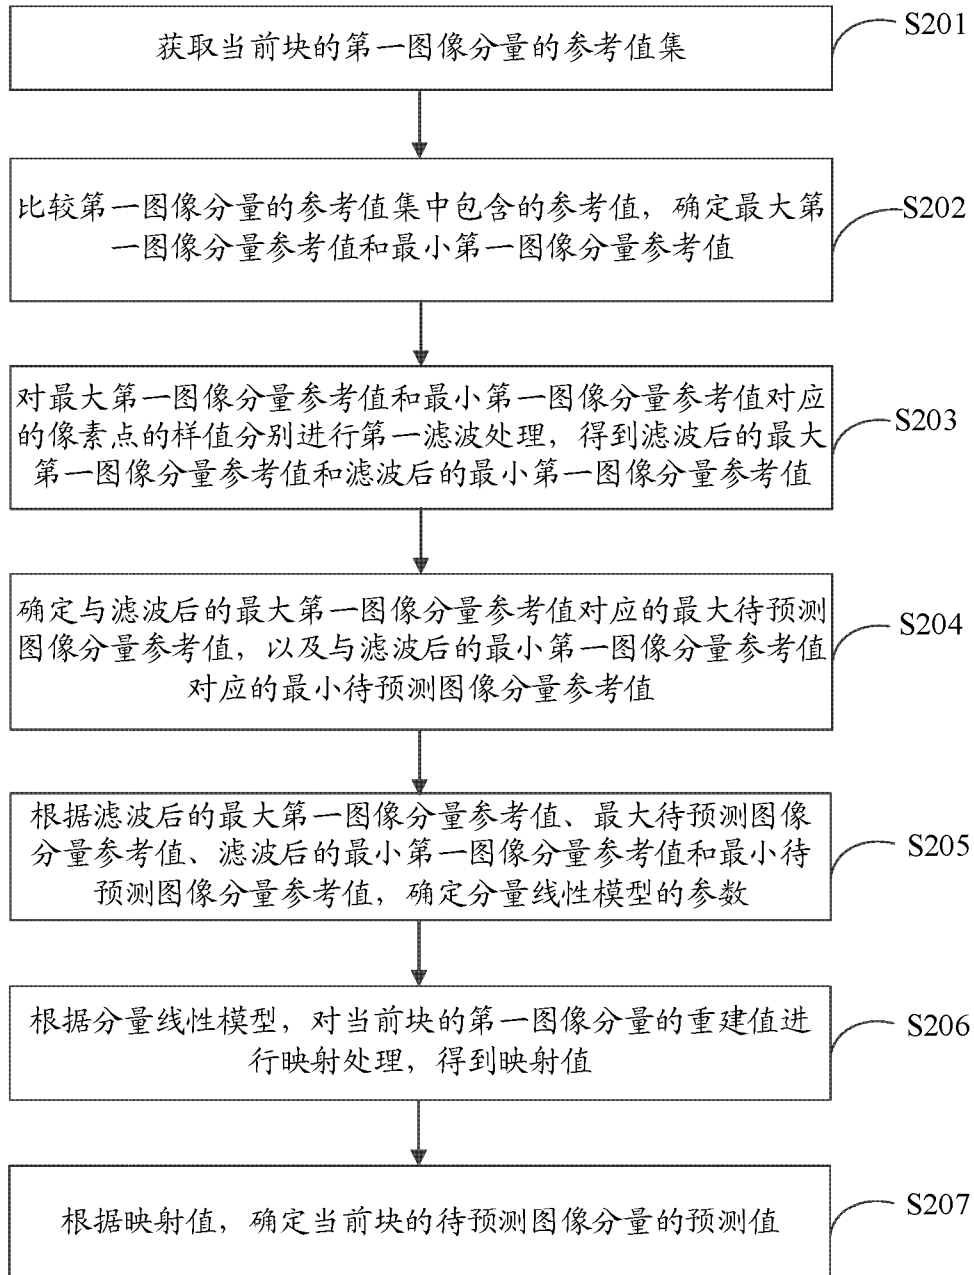 获取当前块的第一图像分量的参考值集
S201
比较第一图像分量的参考值集中包含的参考值，确定最大第
一图像分量参考值和最小第一图像分量参考值
S202
对最大第一图像分量参考值和最小第一图像分量参考值对应
的像素点的样值分别进行第一滤波处理，得到滤波后的最大
第一图像分量参考值和滤波后的最小第一图像分量参考值
S203
确定与滤波后的最大第一图像分量参考值对应的最大待预测
图像分量参考值，以及与滤波后的最小第一图像分量参考值
对应的最小待预测图像分量参考值
S204
根据滤波后的最大第一图像分量参考值、最大待预测图像
分量参考值、滤波后的最小第一图像分量参考值和最小待
预测图像分量参考值，确定分量线性模型的参数
S205
根据分量线性模型，对当前块的第一图像分量的重建值进
行映射处理，得到映射值
S206
根据映射值，确定当前块的待预测图像分量的预测值
S207